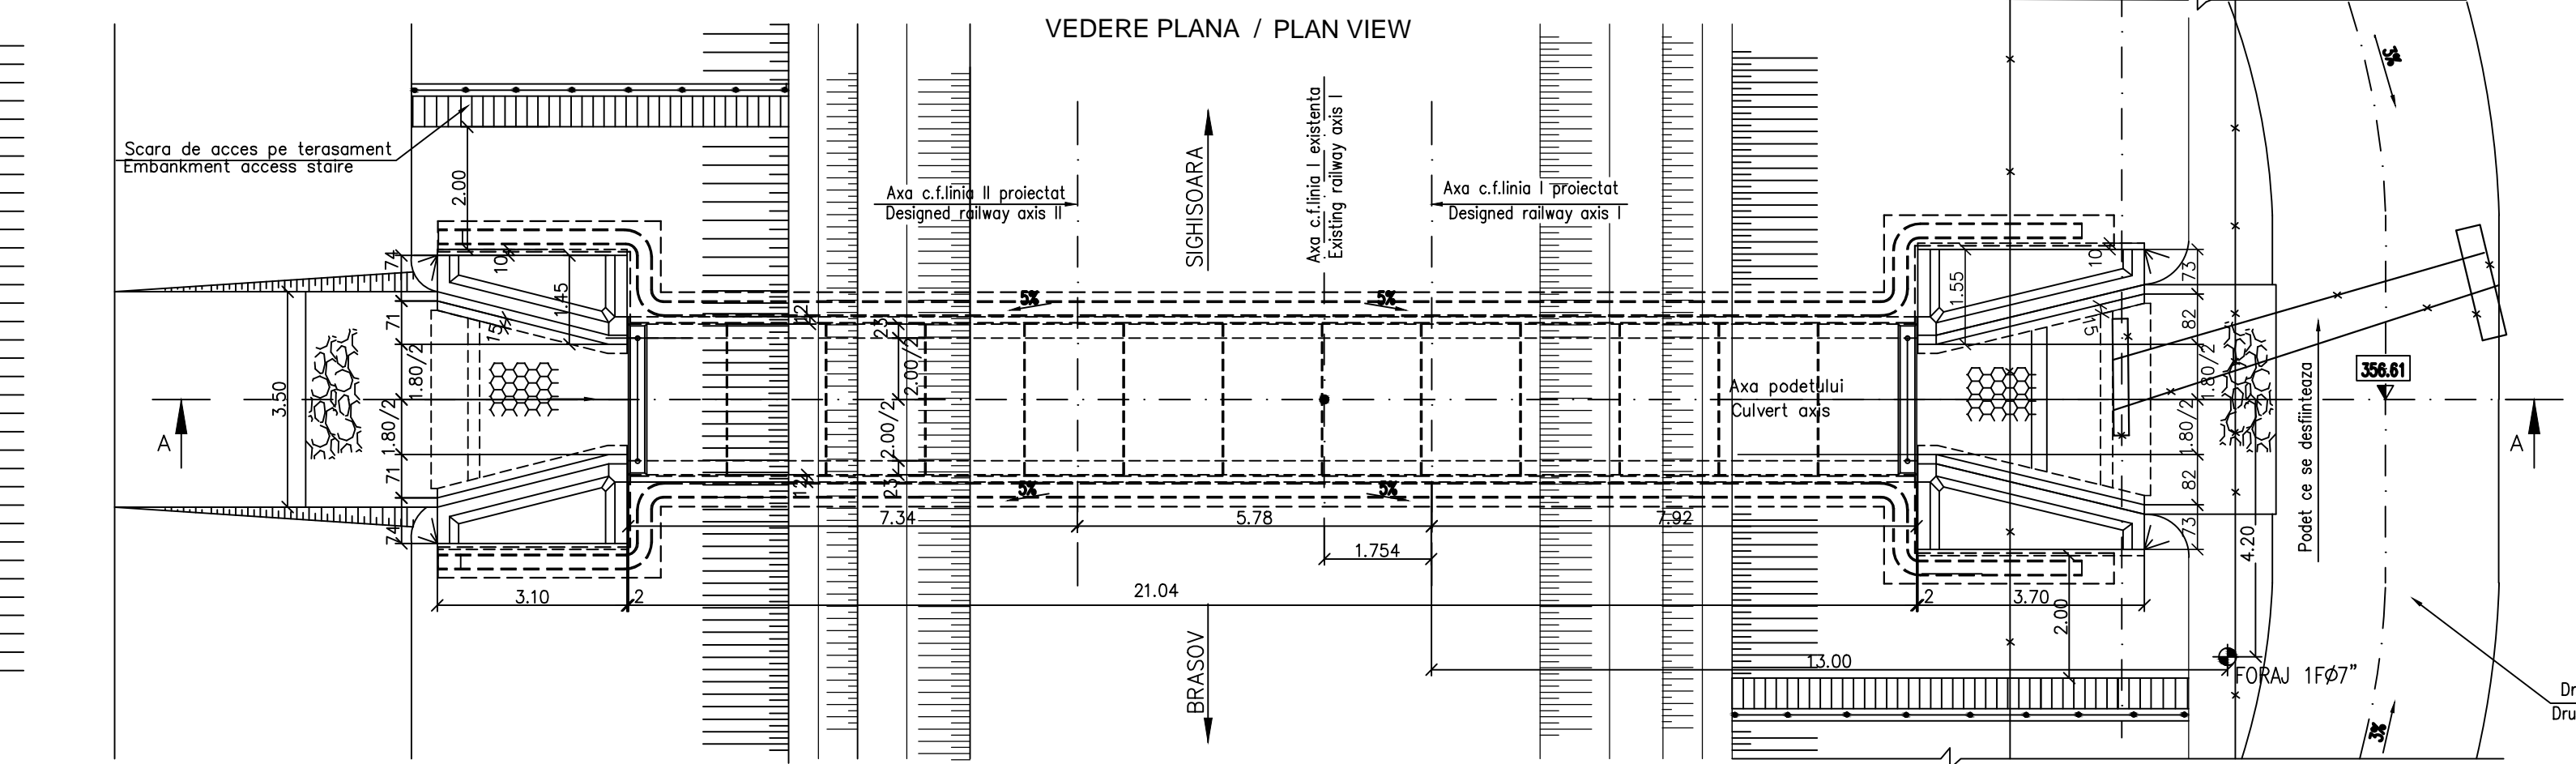 VEDERE PLANA / PLAN VIEW
3%
Scara de acces pe terasament
Embankment access staire
2.00
Axa c.f.linia II proiectat
Designed railway axis II
SIGHISOARA
Axa c.f.linia I existenta
Existing railway axis I
Axa c.f.linia I proiectat
Designed railway axis I
74
10
1.45
15
71
1.80/2
3.50
1.80/2
71
74
12
23
2.00/2
2.00/2
23
12
5%
5%
5%
5%
Axa podetului
Culvert axis
1.55
10
73
15
82
1.80/2
1.80/2
82
73
4.20
Podet ce se desfiinteaza
356.61
A
A
7.34
5.78
7.92
1.754
3.10
2
21.04
2
3.70
2.00
BRASOV
13.00
FORAJ 1FØ7"
3%
Dr
Dru